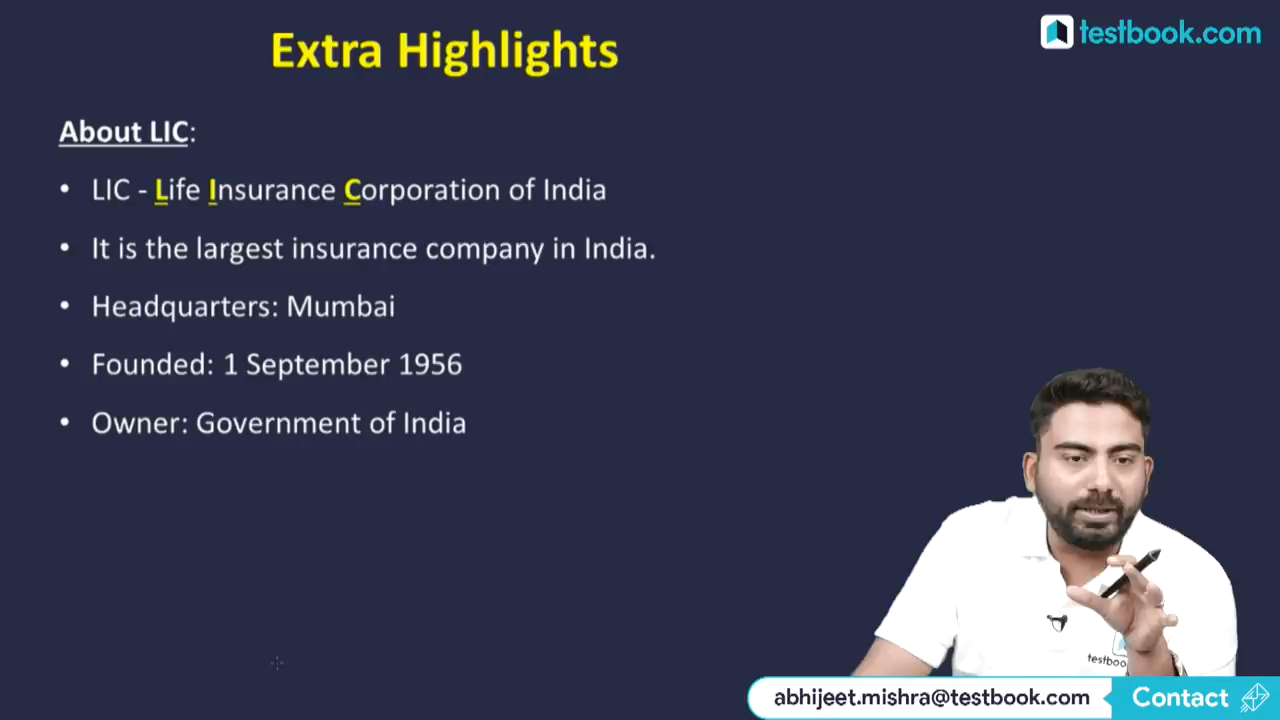 Extra Highlights
testbook.com
About LIC:
• LIC - Life Insurance Corporation of India
• It is the largest insurance company in India.
• Headquarters: Mumbai
• Founded: 1 September 1956
• Owner: Government of India
testboo
abhijeet.mishra@testbook.com
Contact